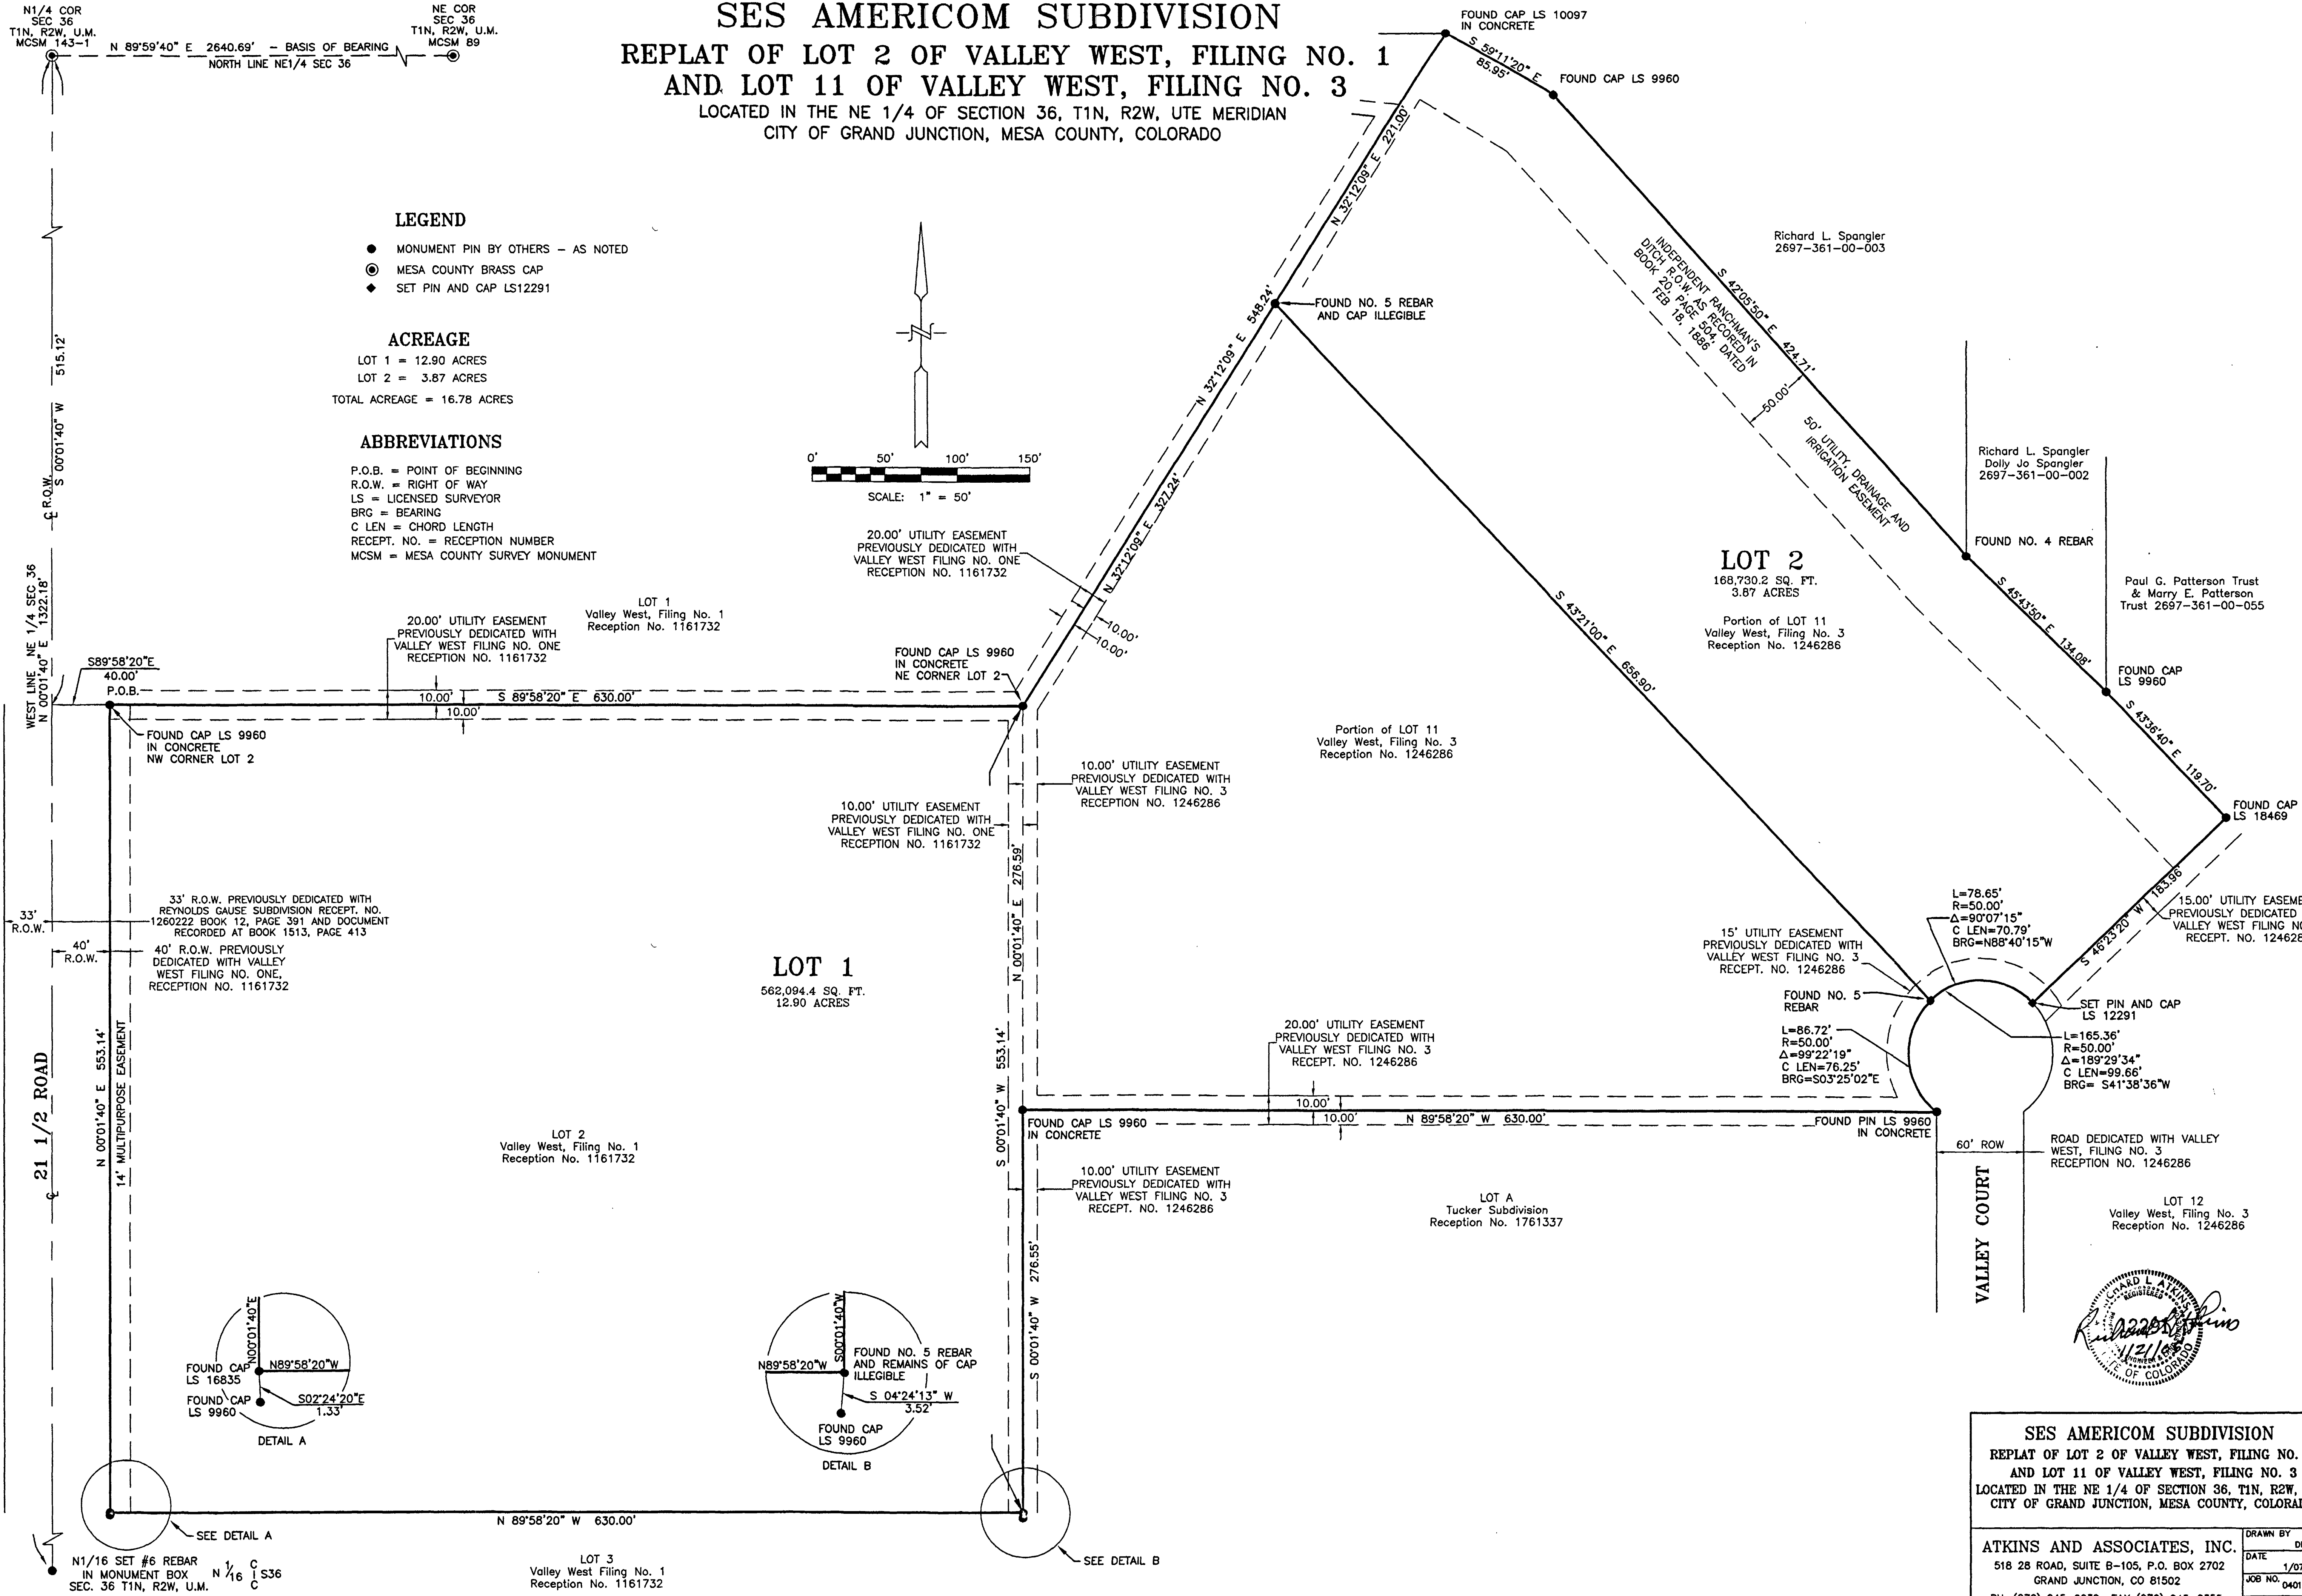 SES AMERICOM SUBDIVISION
REPLAT OF LOT 2 OF VALLEY WEST, FILING NO. 1
AND LOT 11 OF VALLEY WEST, FILING NO. 3
LOCATED IN THE NE 1/4 OF SECTION 36, T1N, R2W, UTE MERIDIAN
CITY OF GRAND JUNCTION, MESA COUNTY, COLORADO
N1/4 COR
SEC 36
T1N, R2W, U.M.
MCSM 143-1
N 89°59'40" E 2640.69' - BASIS OF BEARING
NORTH LINE NE1/4 SEC 36
NE COR
SEC 36
T1N, R2W, U.M.
MCSM 89
FOUND CAP LS 10097
IN CONCRETE
S 59°11'20" E
85.95'
FOUND CAP LS 9960
LEGEND
MONUMENT PIN BY OTHERS - AS NOTED
MESA COUNTY BRASS CAP
SET PIN AND CAP LS12291
ACREAGE
LOT 1 = 12.90 ACRES
LOT 2 = 3.87 ACRES
TOTAL ACREAGE = 16.78 ACRES
ABBREVIATIONS
P.O.B. = POINT OF BEGINNING
R.O.W. = RIGHT OF WAY
LS = LICENSED SURVEYOR
BRG = BEARING
C LEN = CHORD LENGTH
RECEPT. NO. = RECEPTION NUMBER
MCSM = MESA COUNTY SURVEY MONUMENT
0' 50' 100' 150'
SCALE: 1" = 50'
N 32°12'09" E 221.00'
N 32°12'09" E 548.24'
N 32°12'09" E 327.24'
FOUND NO. 5 REBAR
AND CAP ILLEGIBLE
Richard L. Spangler
2697-361-00-003
INDEPENDENT RANCHMAN'S
DITCH R.O.W. AS RECORED IN
BOOK 20, PAGE 504, DATED
FEB 18, 1886
S 42°05'50" E 424.71'
50.00'
50' UTILITY, DRAINAGE AND
IRRIGATION EASEMENT
Richard L. Spangler
Dolly Jo Spangler
2697-361-00-002
FOUND NO. 4 REBAR
S 45°43'50" E 134.08'
Paul G. Patterson Trust
& Marry E. Patterson
Trust 2697-361-00-055
FOUND CAP
LS 9960
S 43°36'40" E 119.70'
FOUND CAP
LS 18469
LOT 2
168,730.2 SQ. FT.
3.87 ACRES
Portion of LOT 11
Valley West, Filing No. 3
Reception No. 1246286
S 43°21'00" E 656.90'
Portion of LOT 11
Valley West, Filing No. 3
Reception No. 1246286
C R.O.W.
S 00°01'40" W 515.12'
WEST LINE NE 1/4 SEC 36
N 00°01'40" E 1322.18'
20.00' UTILITY EASEMENT
PREVIOUSLY DEDICATED WITH
VALLEY WEST FILING NO. ONE
RECEPTION NO. 1161732
10.00'
10.00'
LOT 1
Valley West, Filing No. 1
Reception No. 1161732
20.00' UTILITY EASEMENT
PREVIOUSLY DEDICATED WITH
VALLEY WEST FILING NO. ONE
RECEPTION NO. 1161732
FOUND CAP LS 9960
IN CONCRETE
NE CORNER LOT 2
S89°58'20"E
40.00'
P.O.B.
10.00'
10.00'
S 89°58'20" E 630.00'
FOUND CAP LS 9960
IN CONCRETE
NW CORNER LOT 2
10.00' UTILITY EASEMENT
PREVIOUSLY DEDICATED WITH
VALLEY WEST FILING NO. 3
RECEPTION NO. 1246286
10.00' UTILITY EASEMENT
PREVIOUSLY DEDICATED WITH
VALLEY WEST FILING NO. ONE
RECEPTION NO. 1161732
N 00°01'40" E 276.59'
33'
R.O.W.
33' R.O.W. PREVIOUSLY DEDICATED WITH
REYNOLDS GAUSE SUBDIVISION RECEPT. NO.
1260222 BOOK 12, PAGE 391 AND DOCUMENT
RECORDED AT BOOK 1513, PAGE 413
40'
R.O.W.
40' R.O.W. PREVIOUSLY
DEDICATED WITH VALLEY
WEST FILING NO. ONE,
RECEPTION NO. 1161732
LOT 1
562,094.4 SQ. FT.
12.90 ACRES
S 00°01'40" W 553.14'
N 00°01'40" E 553.14'
14' MULTIPURPOSE EASEMENT
21 1/2 ROAD
LOT 2
Valley West, Filing No. 1
Reception No. 1161732
20.00' UTILITY EASEMENT
PREVIOUSLY DEDICATED WITH
VALLEY WEST FILING NO. 3
RECEPT. NO. 1246286
10.00'
10.00'
N 89°58'20" W 630.00'
FOUND CAP LS 9960
IN CONCRETE
FOUND PIN LS 9960
IN CONCRETE
10.00' UTILITY EASEMENT
PREVIOUSLY DEDICATED WITH
VALLEY WEST FILING NO. 3
RECEPT. NO. 1246286
S 00°01'40" W 276.55'
LOT A
Tucker Subdivision
Reception No. 1761337
15' UTILITY EASEMENT
PREVIOUSLY DEDICATED WITH
VALLEY WEST FILING NO. 3
RECEPT. NO. 1246286
FOUND NO. 5
REBAR
L=86.72'
R=50.00'
Δ=99°22'19"
C LEN=76.25'
BRG=S03°25'02"E
L=78.65'
R=50.00'
Δ=90°07'15"
C LEN=70.79'
BRG=N88°40'15"W
S 46°23'20" W 183.96'
15.00' UTILITY EASEME
PREVIOUSLY DEDICATED
VALLEY WEST FILING NO
RECEPT. NO. 124628
SET PIN AND CAP
LS 12291
L=165.36'
R=50.00'
Δ=189°29'34"
C LEN=99.66'
BRG= S41°38'36"W
60' ROW
ROAD DEDICATED WITH VALLEY
WEST, FILING NO. 3
RECEPTION NO. 1246286
VALLEY COURT
LOT 12
Valley West, Filing No. 3
Reception No. 1246286
N00°01'40"E
FOUND CAP
LS 16835
N89°58'20"W
FOUND CAP
LS 9960
S02°24'20"E
1.33'
DETAIL A
S00°01'40"W
N89°58'20"W
FOUND NO. 5 REBAR
AND REMAINS OF CAP
ILLEGIBLE
S 04°24'13" W
3.52'
FOUND CAP
LS 9960
DETAIL B
SEE DETAIL A
N 89°58'20" W 630.00'
SEE DETAIL B
N1/16 SET #6 REBAR
IN MONUMENT BOX
SEC. 36 T1N, R2W, U.M.
N 1/16 C
C
S36
LOT 3
Valley West Filing No. 1
Reception No. 1161732
RICHARD L ATKINS
REGISTERED
OF COLORADO
SES AMERICOM SUBDIVISION
REPLAT OF LOT 2 OF VALLEY WEST, FILING NO.
AND LOT 11 OF VALLEY WEST, FILING NO. 3
LOCATED IN THE NE 1/4 OF SECTION 36, T1N, R2W,
CITY OF GRAND JUNCTION, MESA COUNTY, COLORA
ATKINS AND ASSOCIATES, INC.
518 28 ROAD, SUITE B-105, P.O. BOX 2702
GRAND JUNCTION, CO 81502
DRAWN BY
DATE
1/07
JOB NO.
0401